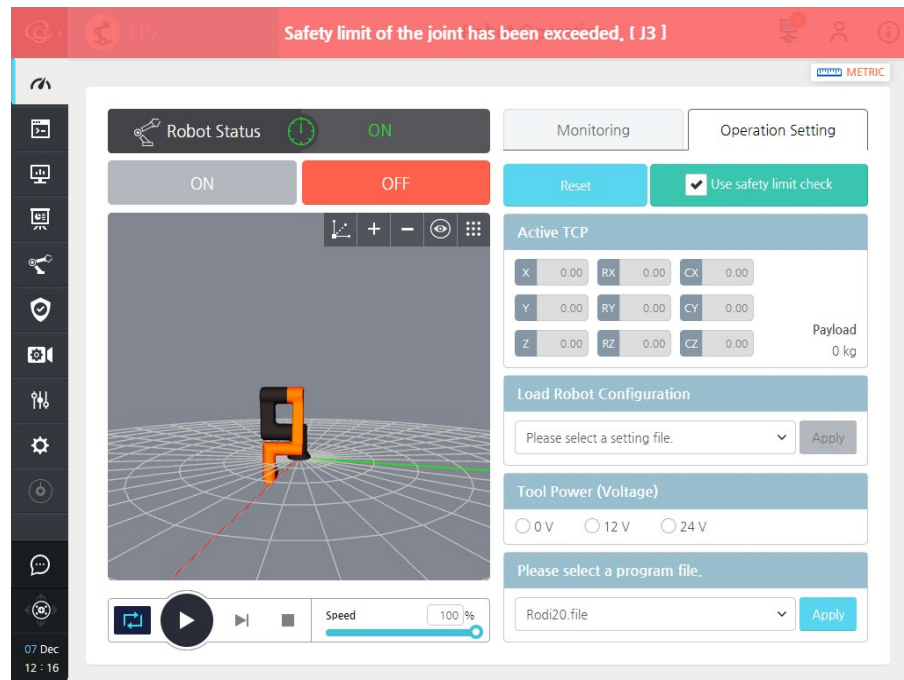 H5
Safety limit of the joint has been exceeded, [ J3 ]
METRIC
Robot Status
ON
Monitoring
Operation Setting
ON
OFF
Reset
Use safety limit check
Active TCP
X 0.00 RX 0.00 CX 0.00
Y 0.00 RY 0.00 CY 0.00
Z 0.00 RZ 0.00 CZ 0.00
Payload
0 kg
Load Robot Configuration
Please select a setting file.
Apply
Tool Power (Voltage)
0 V 12 V 24 V
Please select a program file.
Rodi20.file
Apply
Speed 100 %
07 Dec
12 : 16